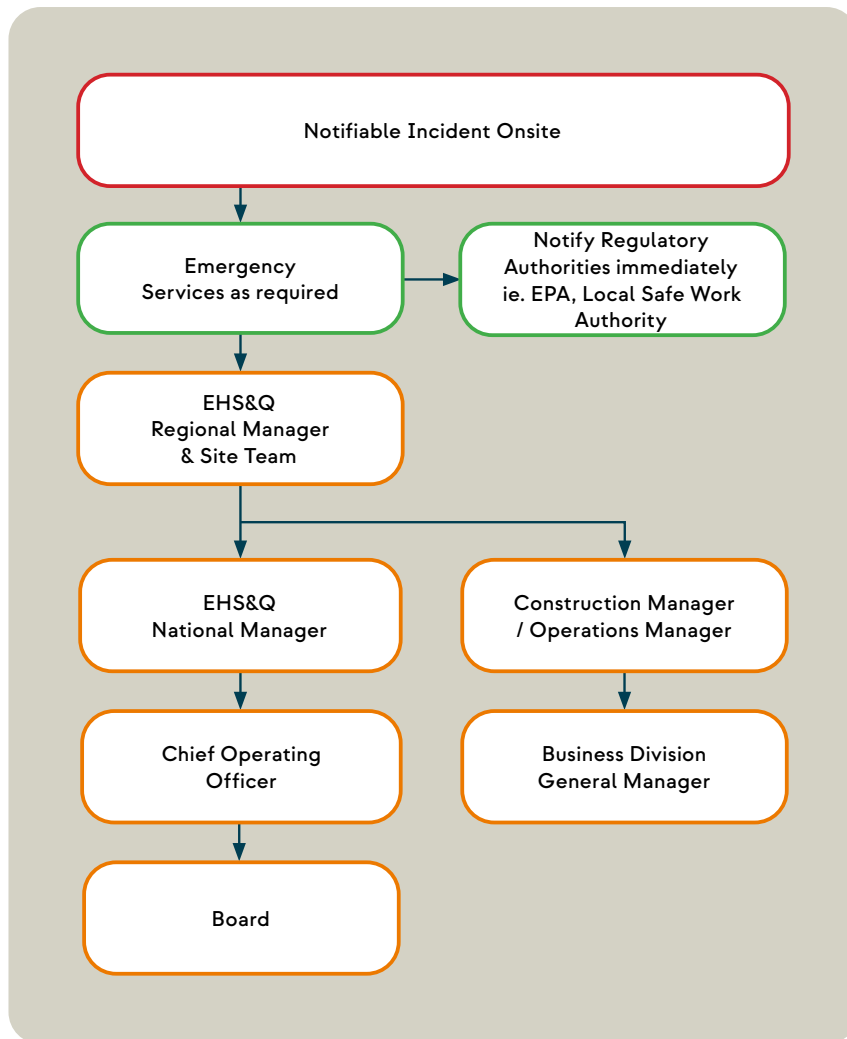 Notifiable Incident Onsite
Emergency
Services as required
Notify Regulatory
Authorities immediately
ie. EPA, Local Safe Work
Authority
EHS&Q
Regional Manager
& Site Team
EHS&Q
National Manager
Construction Manager
/ Operations Manager
Chief Operating
Officer
Business Division
General Manager
Board